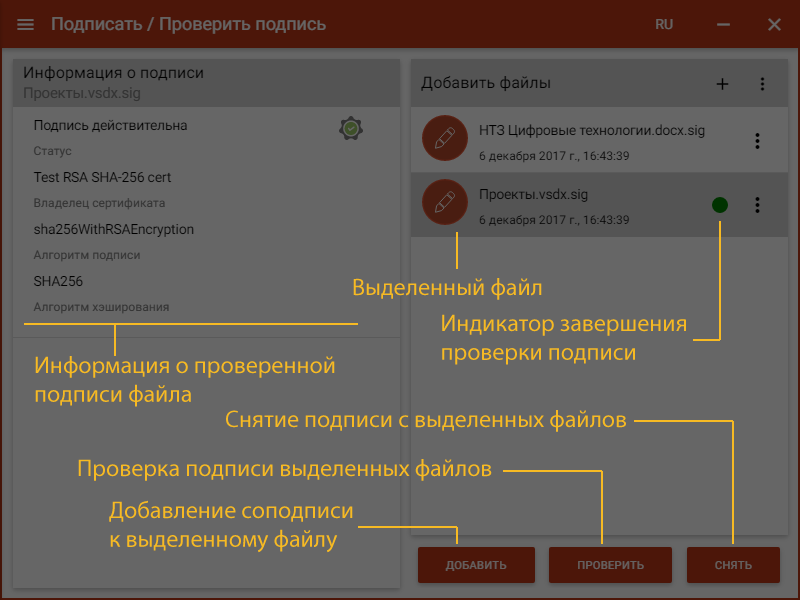 Подписать / Проверить подпись
RU
Информация о подписи
Проекты.vsdx.sig
Подпись действительна
Статус
Test RSA SHA-256 cert
Владелец сертификата
sha256WithRSAEncryption
Алгоритм подписи
SHA256
Алгоритм хэширования
Информация о проверенной
подписи файла
Добавить файлы
НТЗ Цифровые технологии.docx.sig
6 декабря 2017 г., 16:43:39
Проекты.vsdx.sig
6 декабря 2017 г., 16:43:39
Выделенный файл
Индикатор завершения
проверки подписи
Снятие подписи с выделенных файлов
Проверка подписи выделенных файлов
Добавление соподписи
к выделенному файлу
ДОБАВИТЬ
ПРОВЕРИТЬ
СНЯТЬ